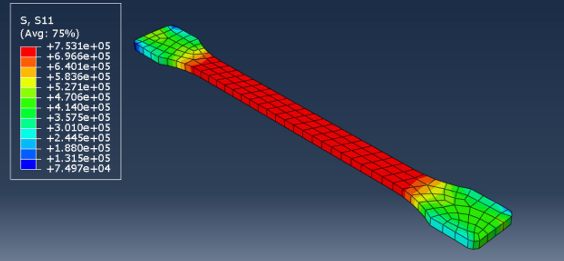 S, S11
(Avg: 75%)
+7.531e+05
+6.966e+05
+6.401e+05
+5.836e+05
+5.271e+05
+4.706e+05
+4.140e+05
+3.575e+05
+3.010e+05
+2.445e+05
+1.880e+05
+1.315e+05
+7.497e+04